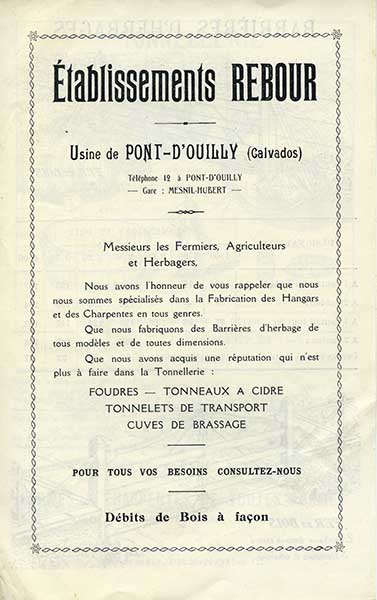 Établissements REBOUR
Usine de PONT-D'OUILLY (Calvados)
Téléphone 12 à PONT-D'OUILLY
— Gare : MESNIL-HUBERT —
Messieurs les Fermiers, Agriculteurs
et Herbagers,
Nous avons l'honneur de vous rappeler que nous
nous sommes spécialisés dans la Fabrication des Hangars
et des Charpentes en tous genres.
Que nous fabriquons des Barrières d'herbage de
tous modèles et de toutes dimensions.
Que nous avons acquis une réputation qui n'est
plus à faire dans la Tonnellerie :
FOUDRES — TONNEAUX A CIDRE
TONNELETS DE TRANSPORT
CUVES DE BRASSAGE
POUR TOUS VOS BESOINS CONSULTEZ-NOUS
Débits de Bois à façon